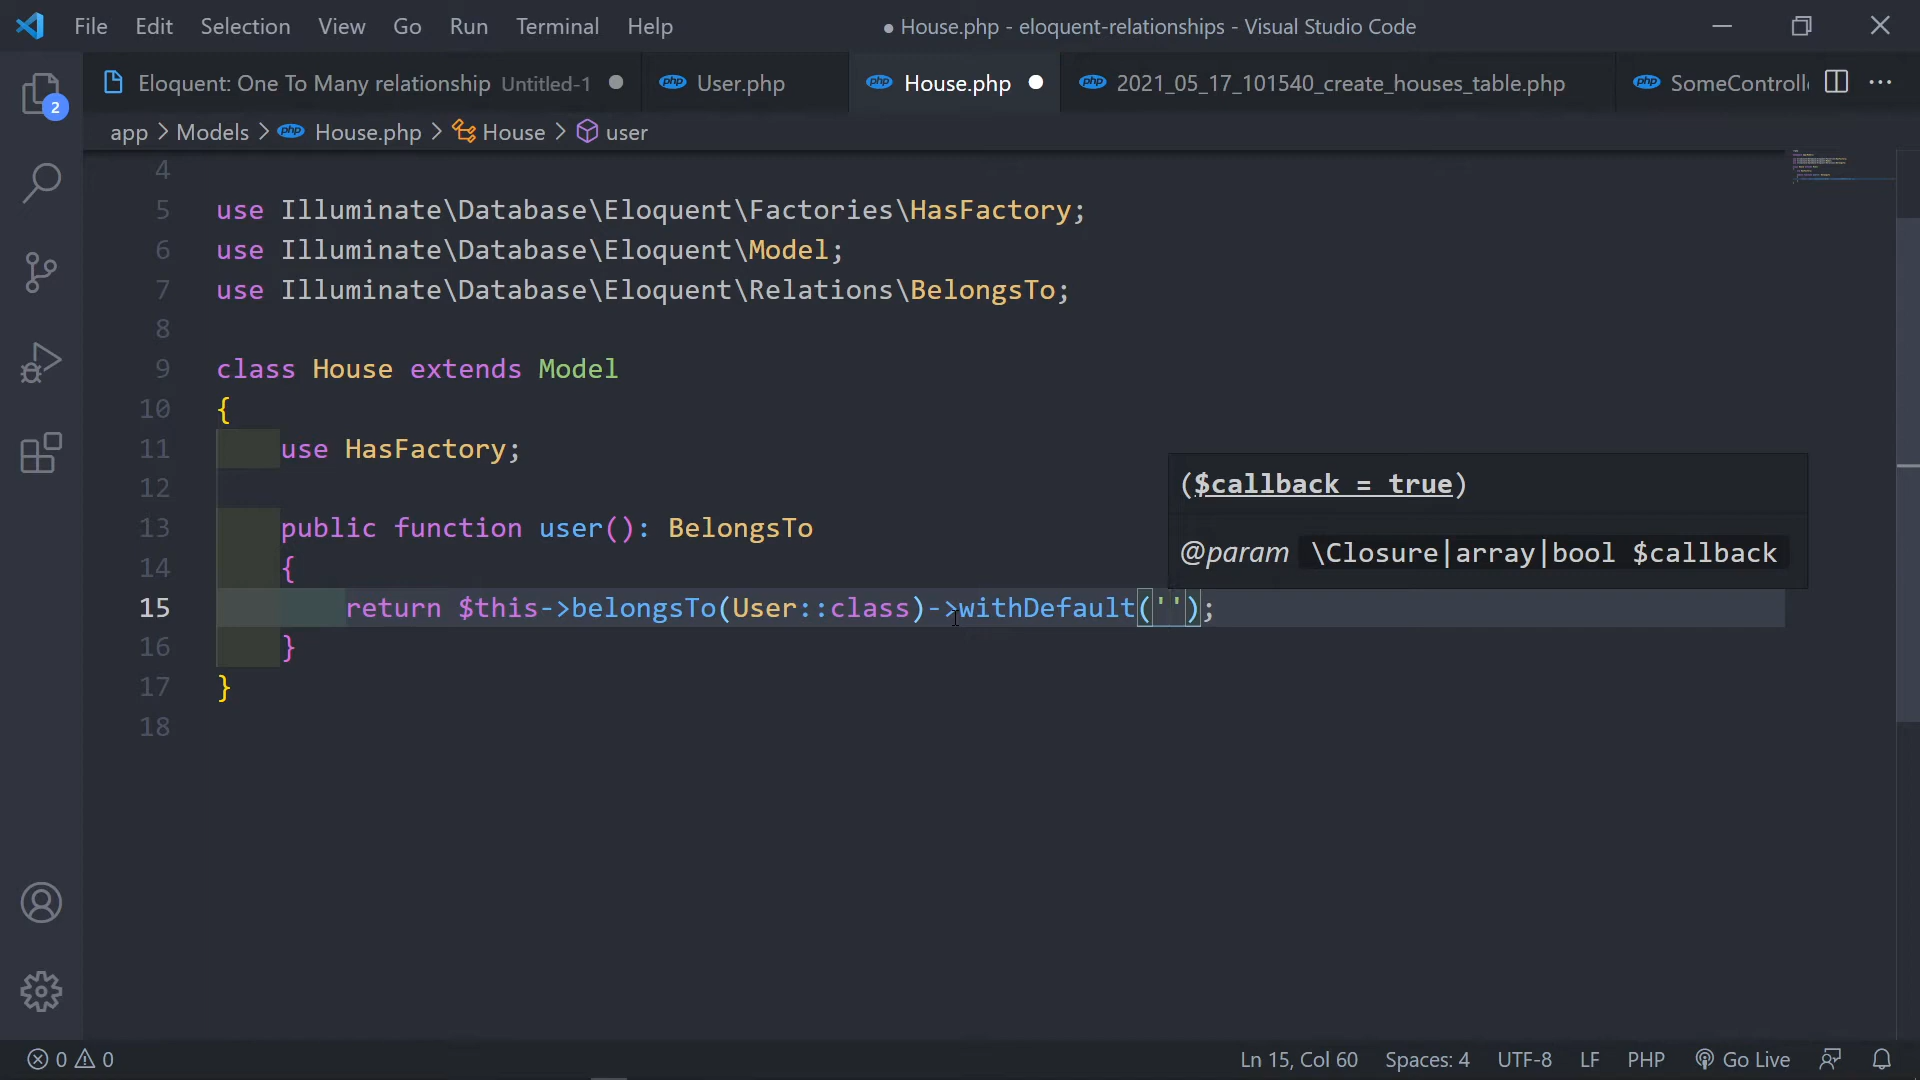 File Edit Selection View Go Run Terminal Help ● House.php - eloquent-relationships - Visual Studio Code
Eloquent: One To Many relationship Untitled-1 User.php House.php 2021_05_17_101540_create_houses_table.php SomeControll
2
app > Models > House.php > House > user
4
5 use Illuminate\Database\Eloquent\Factories\HasFactory;
6 use Illuminate\Database\Eloquent\Model;
7 use Illuminate\Database\Eloquent\Relations\BelongsTo;
8
9 class House extends Model
10 {
11 use HasFactory;
12
($callback = true)
13 public function user(): BelongsTo
@param \Closure|array|bool $callback
14 {
15 return $this->belongsTo(User::class)->withDefault('');
16 }
17 }
18
0 0 Ln 15, Col 60 Spaces: 4 UTF-8 LF PHP Go Live